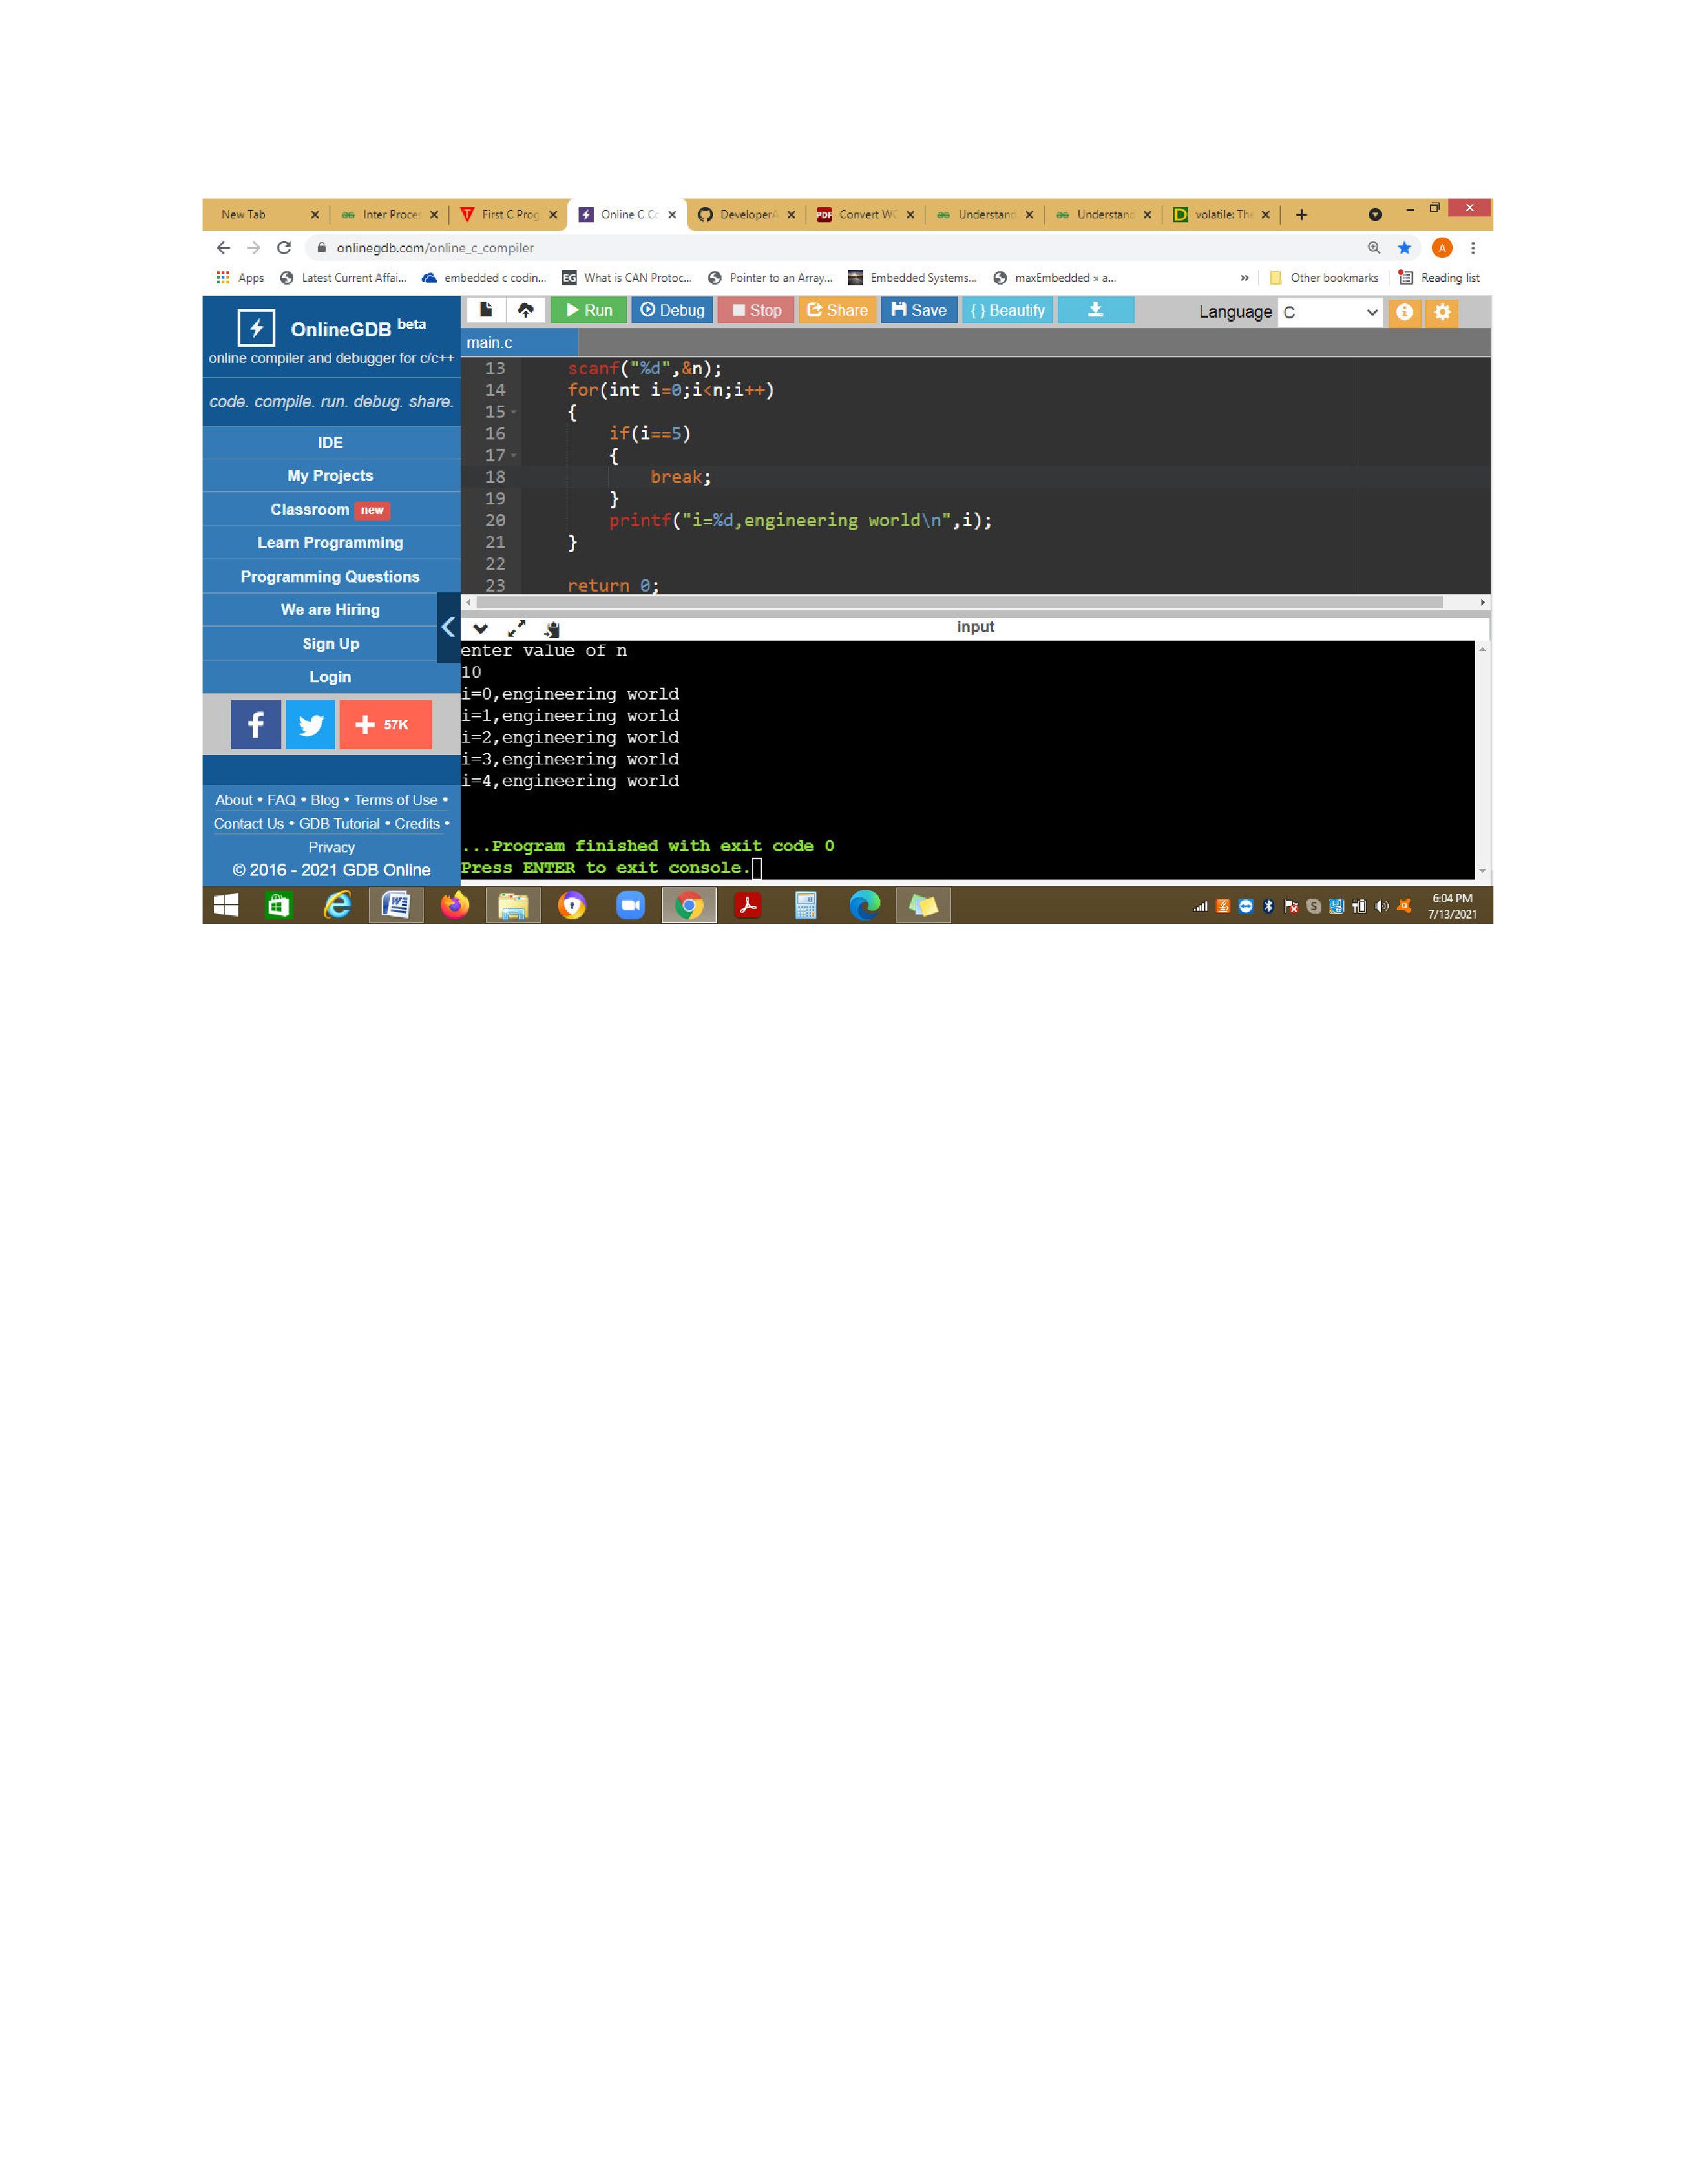 New Tab
Inter Proce
First C Prog
Online C Co
Developer
Convert W
Understand
Understand
volatile: Th
onlinegdb.com/online_c_compiler
A
Apps
Latest Current Affai...
embedded c codin...
EG What is CAN Protoc...
Pointer to an Array...
Embedded Systems...
maxEmbedded » a...
»
Other bookmarks
Reading list
OnlineGDB beta
online compiler and debugger for c/c++
code. compile. run. debug. share.
IDE
My Projects
Classroom new
Learn Programming
Programming Questions
We are Hiring
Sign Up
Login
f + 57K
About • FAQ • Blog • Terms of Use •
Contact Us • GDB Tutorial • Credits •
Privacy
© 2016 - 2021 GDB Online
Run Debug Stop Share Save {} Beautify
Language C
main.c
13 scanf("%d",&n);
14 for(int i=0;i<n;i++)
15 {
16 if(i==5)
17 {
18 break;
19 }
20 printf("i=%d,engineering world\n",i);
21 }
22
23 return 0;
input
enter value of n
10
i=0,engineering world
i=1,engineering world
i=2,engineering world
i=3,engineering world
i=4,engineering world
...Program finished with exit code 0
Press ENTER to exit console.
6:04 PM
7/13/2021